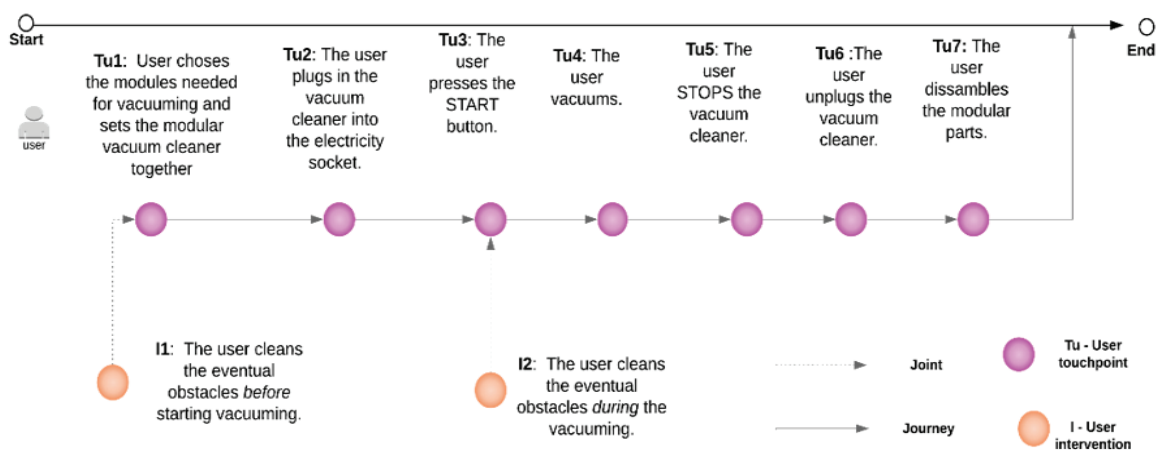 Start
End
user
Tu1: User choses
the modules needed
for vacuuming and
sets the modular
vacuum cleaner
together
Tu2: The user
plugs in the
vacuum
cleaner into
the electricity
socket.
Tu3: The
user
presses the
START
button.
Tu4: The
user
vacuums.
Tu5: The
user
STOPS the
vacuum
cleaner.
Tu6 :The
user
unplugs the
vacuum
cleaner.
Tu7: The
user
dissambles
the modular
parts.
I1: The user cleans
the eventual
obstacles before
starting vacuuming.
I2: The user cleans
the eventual
obstacles during the
vacuuming.
Joint
Journey
Tu - User
touchpoint
I - User
intervention